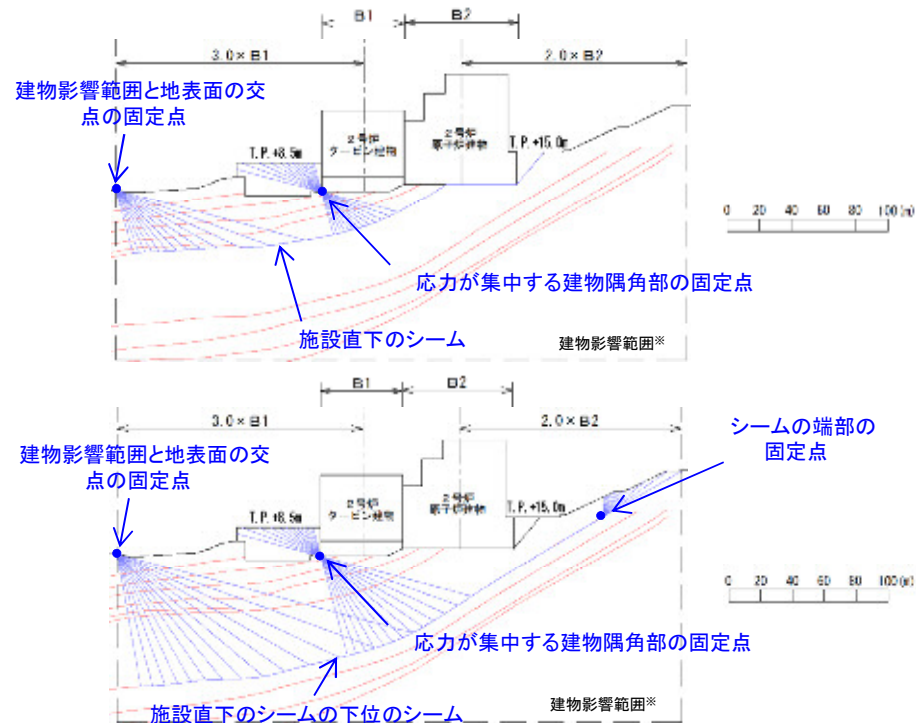 B1
B2
3.0×B1
2.0×B2
建物影響範囲と地表面の交
点の固定点
T.P.+8.5m
2号炉
タービン建物
2号炉
原子炉建物
T.P.+15.0m
0 20 40 60 80 100(m)
応力が集中する建物隅角部の固定点
施設直下のシーム
建物影響範囲※
B1
B2
3.0×B1
2.0×B2
シームの端部の
固定点
建物影響範囲と地表面の交
点の固定点
T.P.+8.5m
2号炉
タービン建物
2号炉
原子炉建物
T.P.+15.0m
0 20 40 60 80 100(m)
応力が集中する建物隅角部の固定点
施設直下のシームの下位のシーム
建物影響範囲※